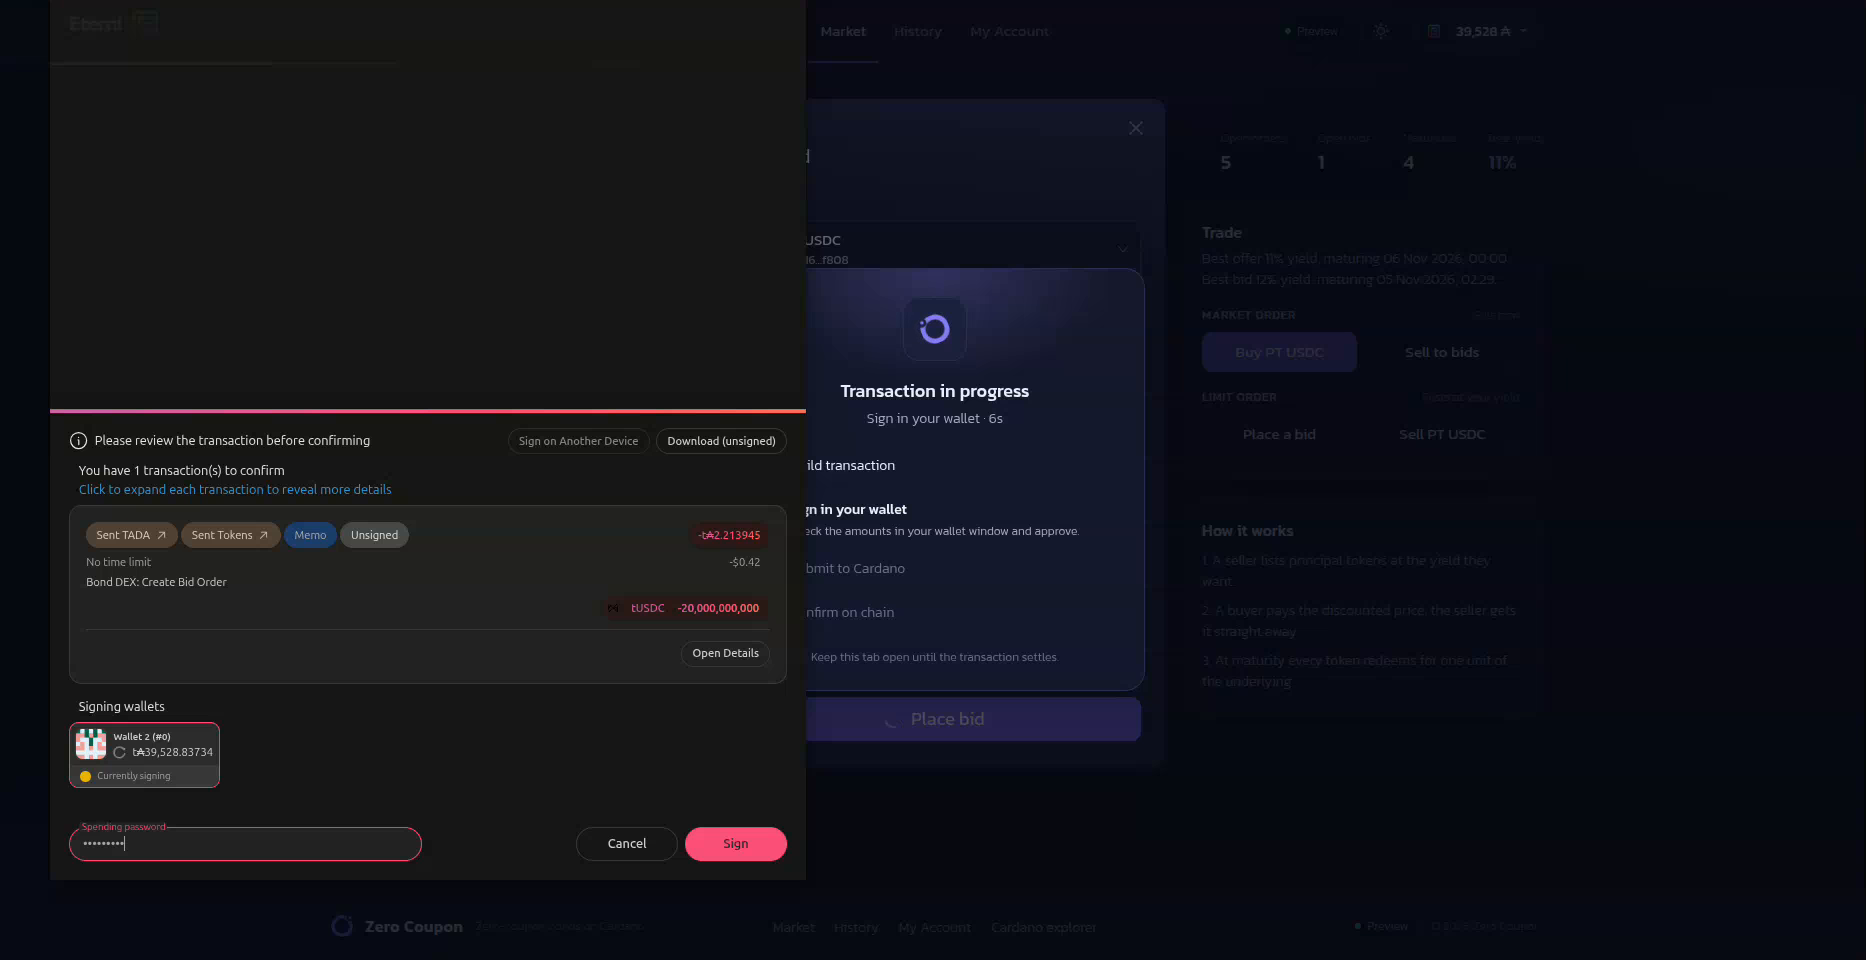 Eternl
Market History My Account
Preview
39,528 ₳
5 1 4 11%
USDC
16...f808
Trade
Best offer 11% yield, maturing 06 Nov 2026, 00:00
Best bid 12% yield, maturing 05 Nov 2026, 02:29
MARKET ORDER
Buy PT USDC Sell to bids
LIMIT ORDER
Place a bid Sell PT USDC
Transaction in progress
Sign in your wallet · 6s
ild transaction
gn in your wallet
eck the amounts in your wallet window and approve.
bmit to Cardano
nfirm on chain
Keep this tab open until the transaction settles
Place bid
How it works
1. A seller lists principal tokens at the yield they
want
2. A buyer pays the discounted price, the seller gets
it straight away
3. At maturity every token redeems for one unit of
the underlying
Please review the transaction before confirming
Sign on Another Device Download (unsigned)
You have 1 transaction(s) to confirm
Click to expand each transaction to reveal more details
Sent TADA Sent Tokens Memo Unsigned -t₳2.213945
No time limit -$0.42
Bond DEX: Create Bid Order
tUSDC -20,000,000,000
Open Details
Signing wallets
Wallet 2 (#0)
t₳39,528.83734
Currently signing
Spending password
•••••••••
Cancel Sign
Zero Coupon
Market History My Account Cardano explorer
Preview